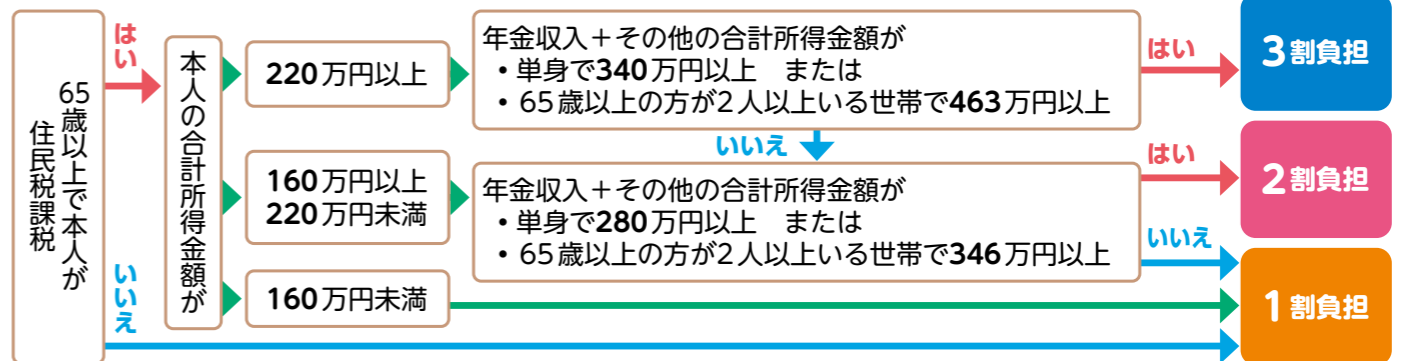 65歳以上で本人が
住民税課税
はい
いいえ
本人の合計所得金額が
220万円以上
年金収入＋その他の合計所得金額が
・単身で340万円以上　または
・65歳以上の方が2人以上いる世帯で463万円以上
はい
3割負担
いいえ
160万円以上
220万円未満
年金収入＋その他の合計所得金額が
・単身で280万円以上　または
・65歳以上の方が2人以上いる世帯で346万円以上
はい
2割負担
いいえ
160万円未満
1割負担